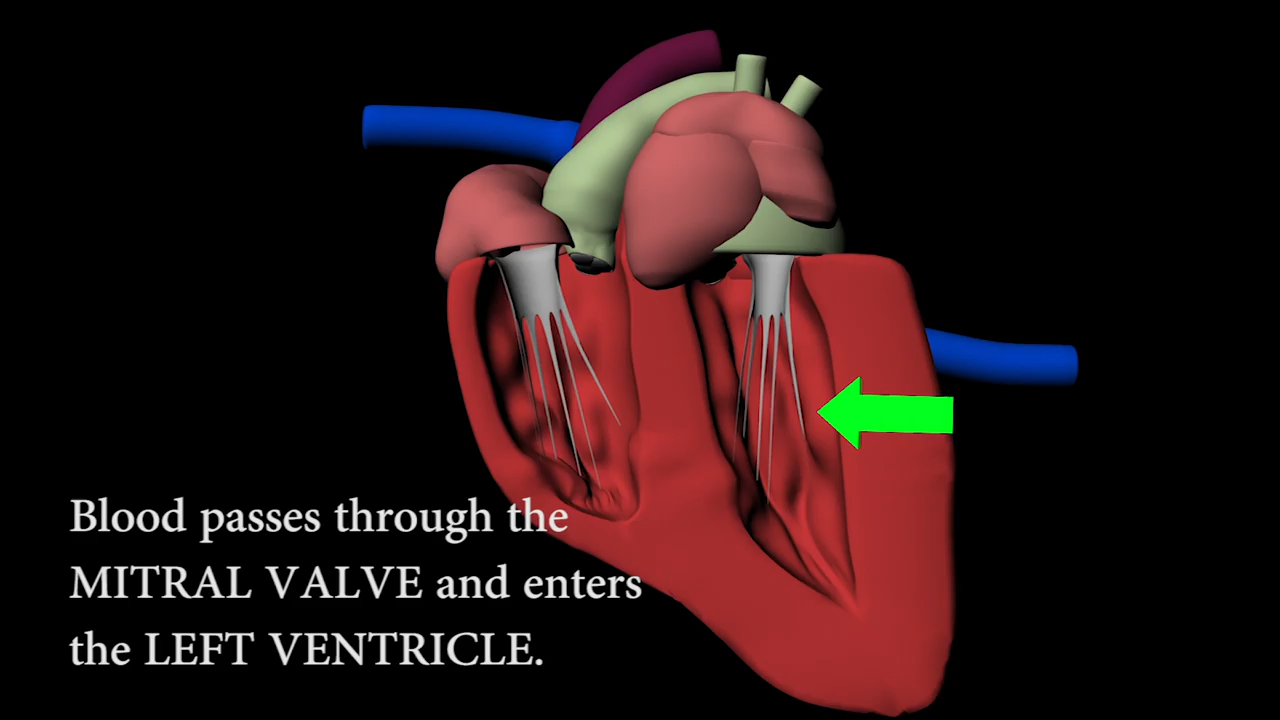 Blood passes through the
MITRAL VALVE and enters
the LEFT VENTRICLE.